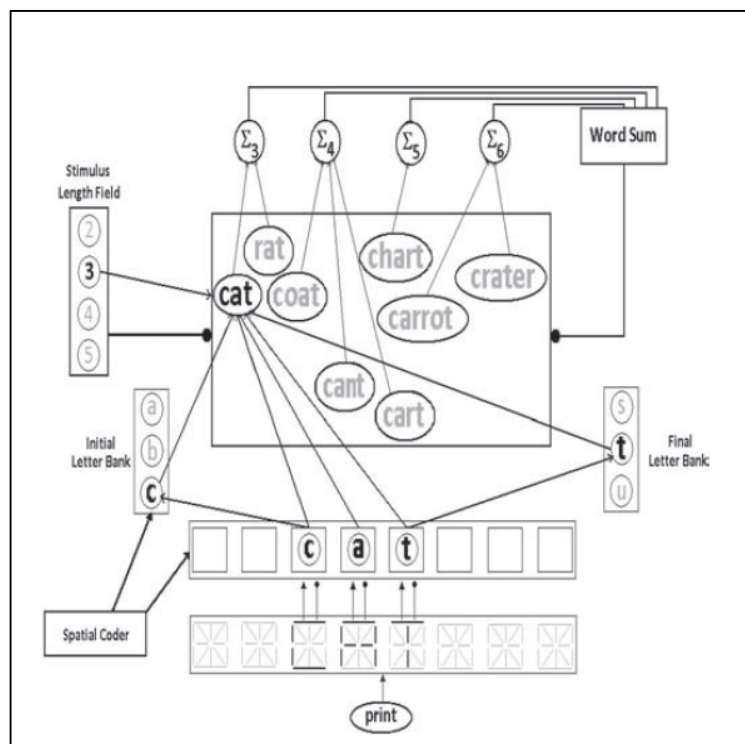 Σ3 Σ4 Σ5 Σ6
Word Sum
Stimulus
Length Field
2
3
4
5
rat
cat
coat
chart
crater
carrot
cant
cart
a
b
c
Initial
Letter Bank
s
t
u
Final
Letter Bank:
c a t
Spatial Coder
print